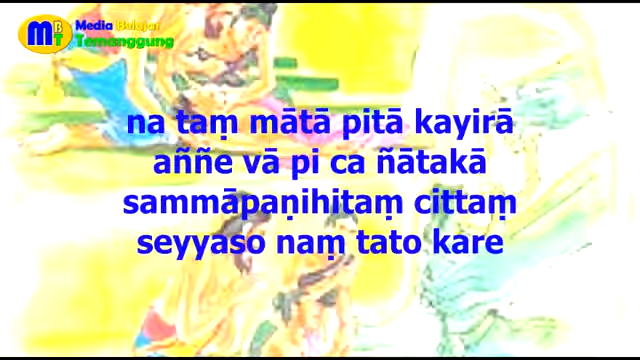 Media Belajar
Temanggung
MBT
na taṃ mātā pitā kayirā
aññe vā pi ca ñātakā
sammāpaṇihitaṃ cittaṃ
seyyaso naṃ tato kare